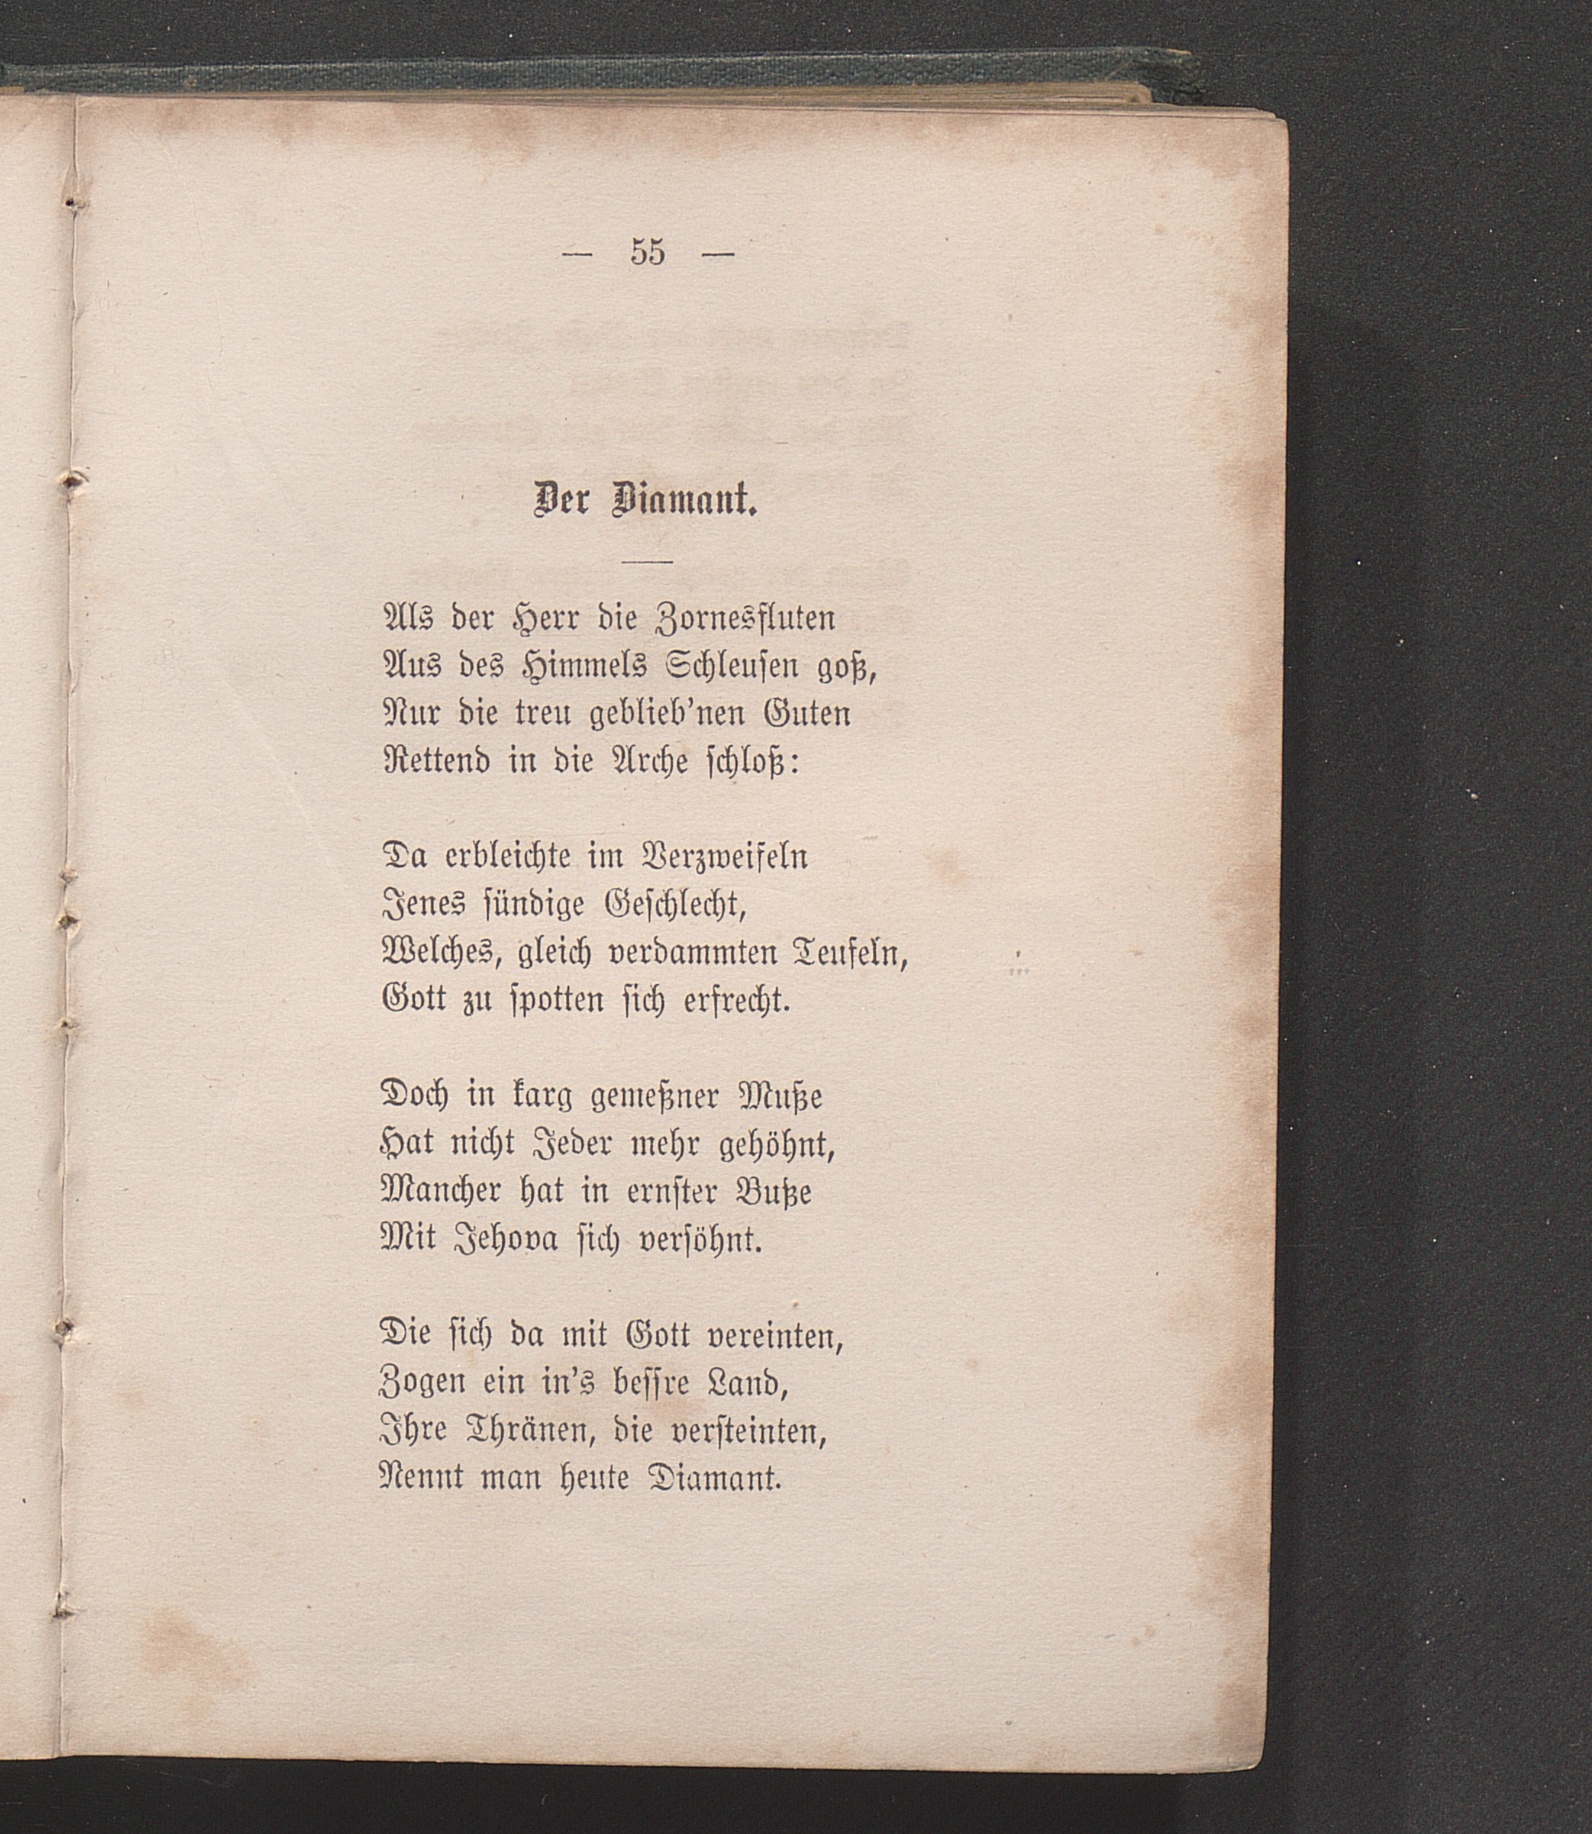 — 55 —
Der Diamant.
Als der Herr die Zornesfluten
Aus des Himmels Schleusen goß,
Nur die treu geblieb'nen Guten
Rettend in die Arche schloß:
Da erbleichte im Verzweifeln
Jenes sündige Geschlecht,
Welches, gleich verdammten Teufeln,
Gott zu spotten sich erfrecht.
Doch in karg gemeßner Muße
Hat nicht Jeder mehr gehöhnt,
Mancher hat in ernster Buße
Mit Jehova sich versöhnt.
Die sich da mit Gott vereinten,
Zogen ein in's bessre Land,
Ihre Thränen, die versteinten,
Nennt man heute Diamant.